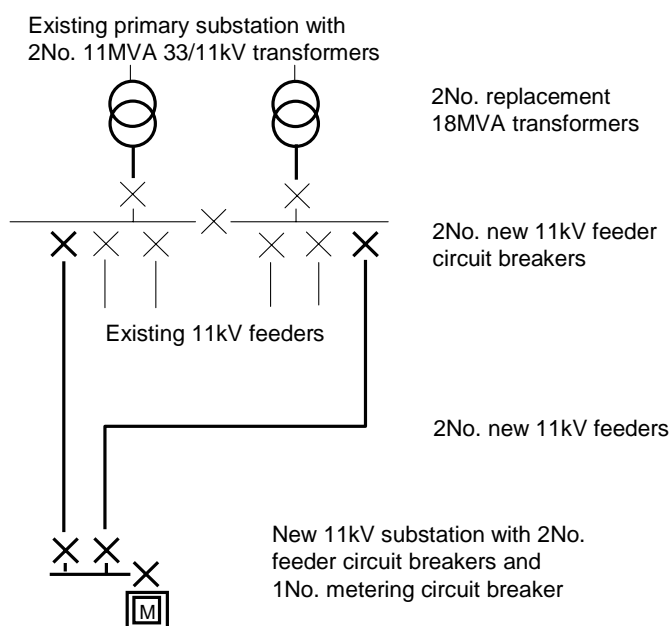 Existing primary substation with
2No. 11MVA 33/11kV transformers
2No. replacement
18MVA transformers
2No. new 11kV feeder
circuit breakers
Existing 11kV feeders
2No. new 11kV feeders
New 11kV substation with 2No.
feeder circuit breakers and
1No. metering circuit breaker
M